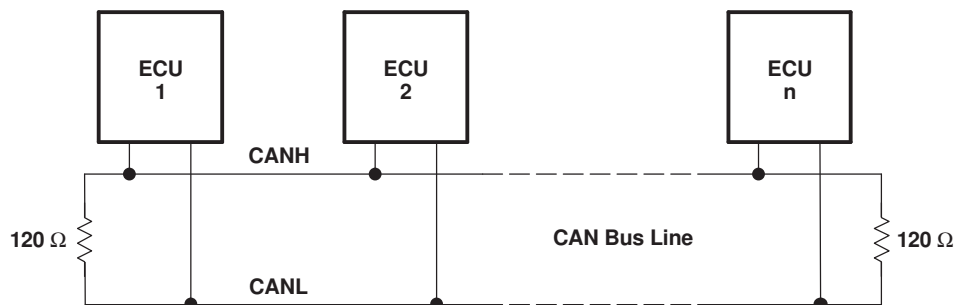 ECU
1
ECU
2
ECU
n
CANH
120 Ω
CAN Bus Line
120 Ω
CANL